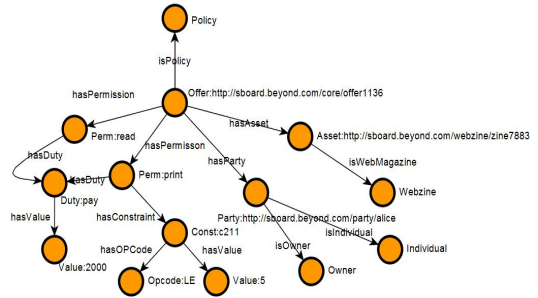 Policy
isPolicy
hasPermission
Offer:http://sboard.beyond.com/core/offer1136
hasAsset
Perm:read
hasPermisson
Asset:http://sboard.beyond.com/webzine/zine7883
hasDuty
hasParty
isWebMagazine
hasDuty
Perm:print
Duty:pay
Webzine
hasValue
hasConstraint
Party:http://sboard.beyond.com/party/alice
isIndividual
Const:c211
hasOPCode
hasValue
isOwner
Individual
Value:2000
Opcode:LE
Value:5
Owner